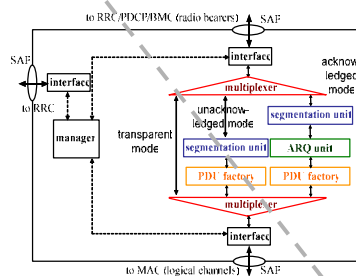 to RRC/PDCP/BMC (radio bearers)
SAP
SAP
interface
acknow
ledged
mode
interface
multiplexer
to RRC
unacknow-
ledged mode
segmentation unit
manager
transparent
mode
segmentation unit
ARQ unit
PDU factory
PDU factory
multiplexer
interface
to MAC (logical channels)
SAP